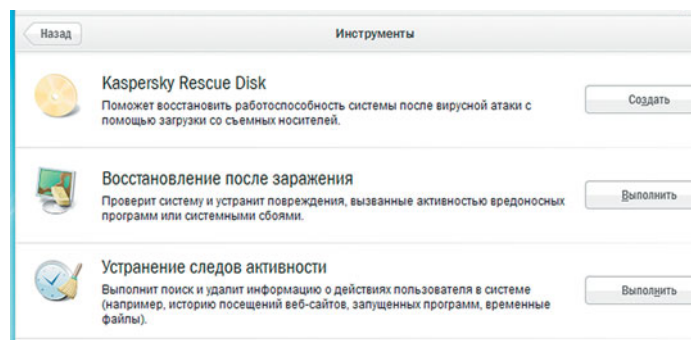 Назад
Инструменты
Kaspersky Rescue Disk
Поможет восстановить работоспособность системы после вирусной атаки с
помощью загрузки со съемных носителей.
Создать
Восстановление после заражения
Проверит систему и устранит повреждения, вызванные активностью вредоносных
программ или системными сбоями.
Выполнить
Устранение следов активности
Выполнит поиск и удалит информацию о действиях пользователя в системе
(например, историю посещений веб-сайтов, запущенных программ, временные
файлы).
Выполнить